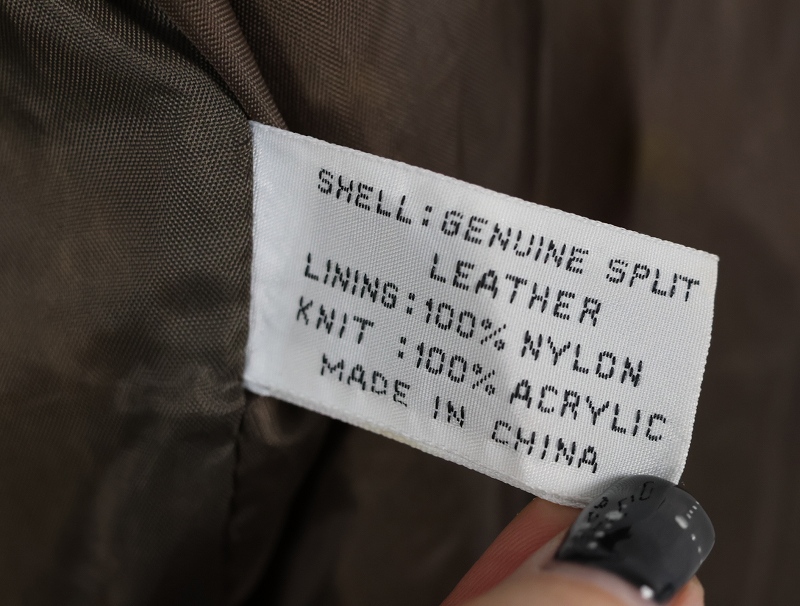 SHELL:GENUINE SPLIT
LEATHER
LINING:100% NYLON
KNIT :100% ACRYLIC
MADE IN CHINA